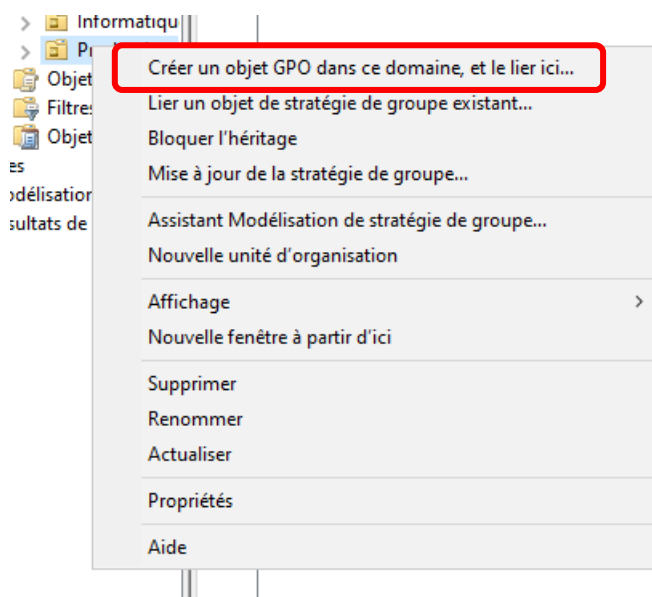 Informatiqu
Créer un objet GPO dans ce domaine, et le lier ici...
Objet
Lier un objet de stratégie de groupe existant...
Filtre
Bloquer l'héritage
Objet
Mise à jour de la stratégie de groupe...
es
odélisation
Assistant Modélisation de stratégie de groupe...
sultats de
Nouvelle unité d'organisation
Affichage
Nouvelle fenêtre à partir d'ici
Supprimer
Renommer
Actualiser
Propriétés
Aide